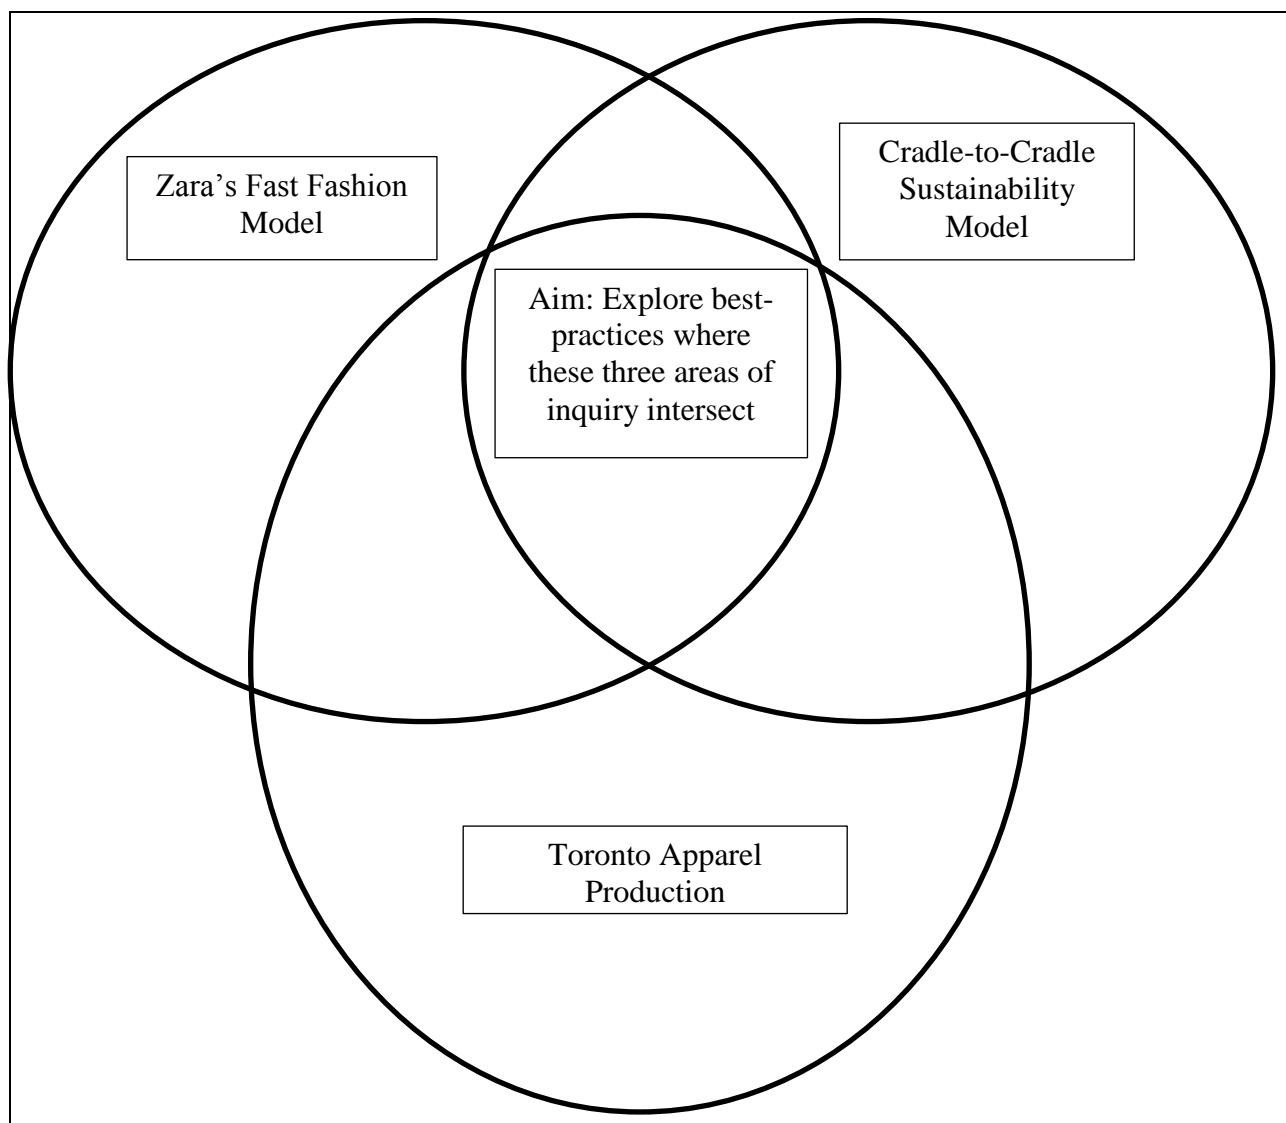 Zara’s Fast Fashion
Model
Cradle-to-Cradle
Sustainability
Model
Aim: Explore best-
practices where
these three areas of
inquiry intersect
Toronto Apparel
Production